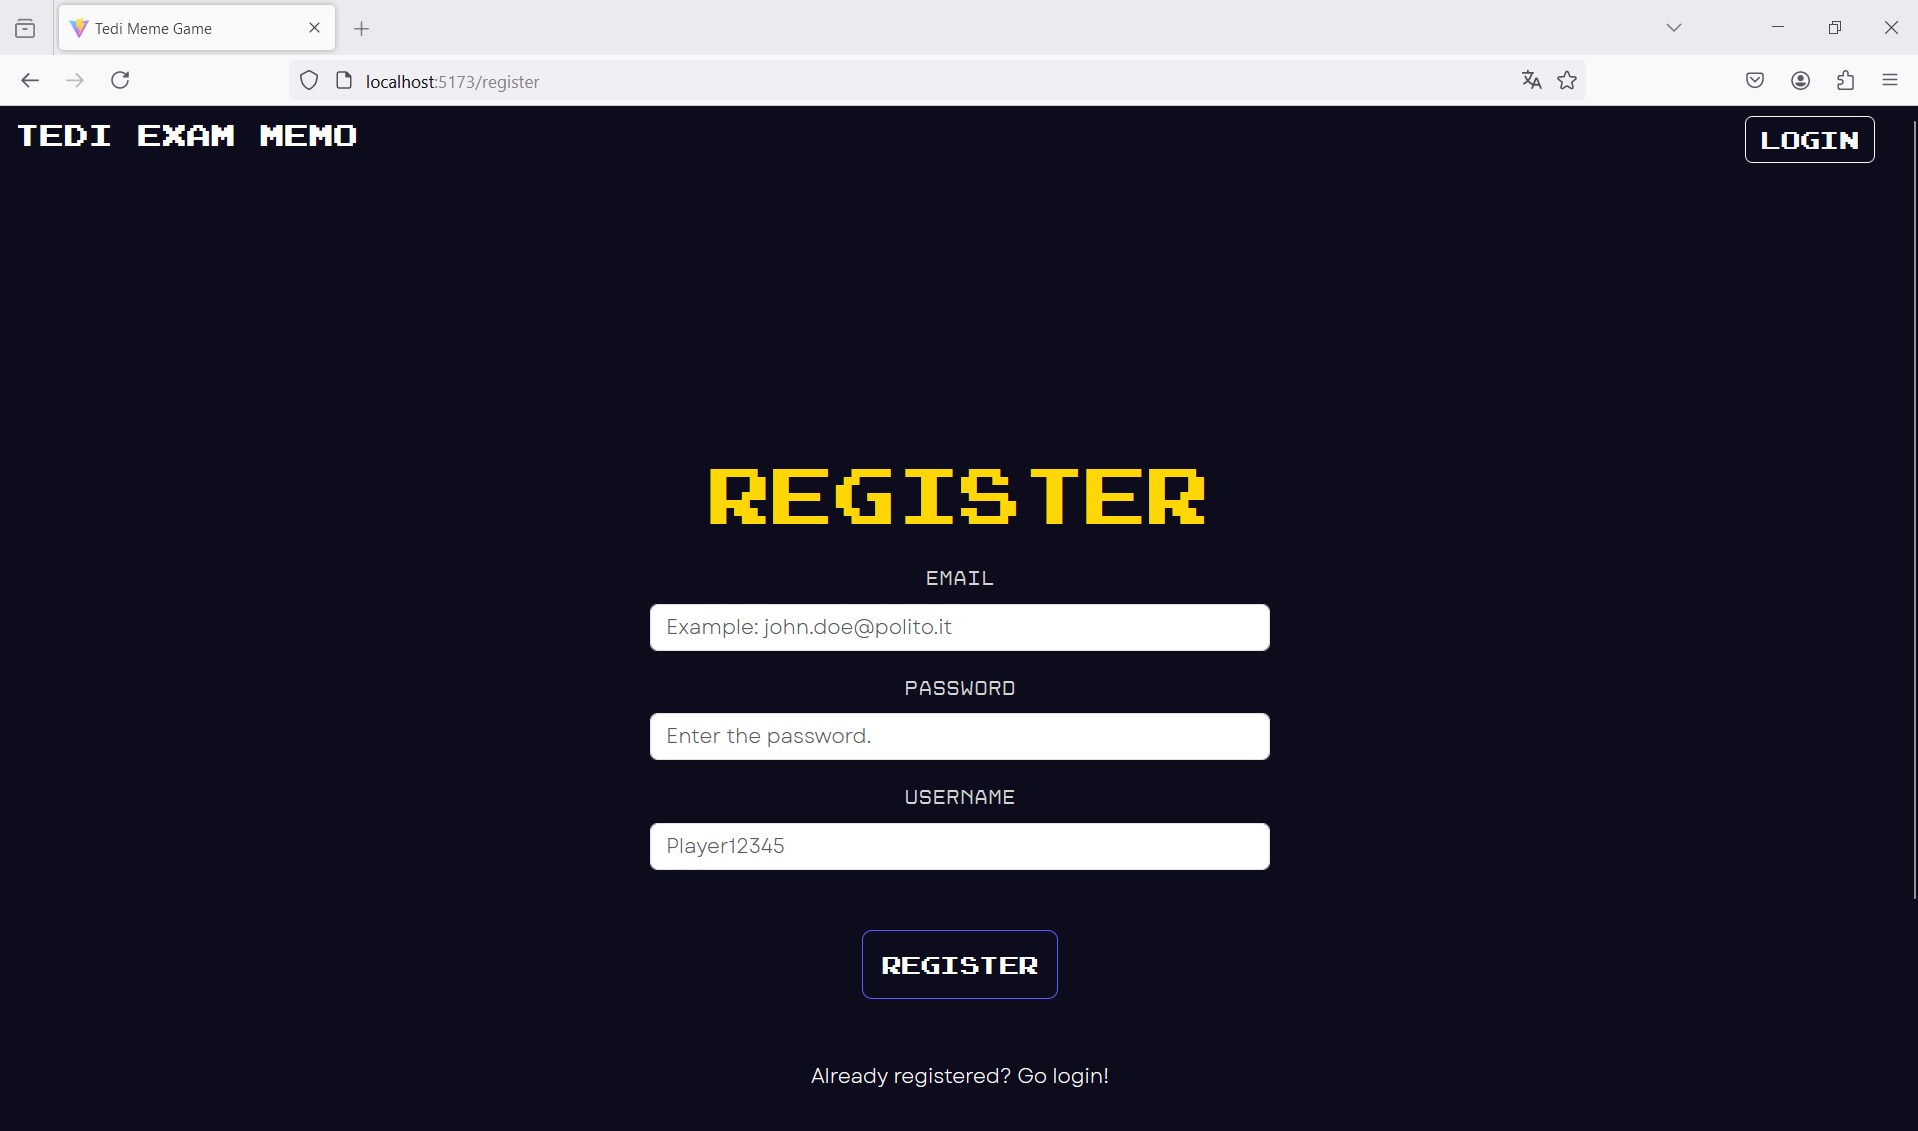 Tedi Meme Game
localhost:5173/register
TEDI EXAM MEMO
LOGIN
REGISTER
EMAIL
Example: john.doe@polito.it
PASSWORD
Enter the password.
USERNAME
Player12345
REGISTER
Already registered? Go login!